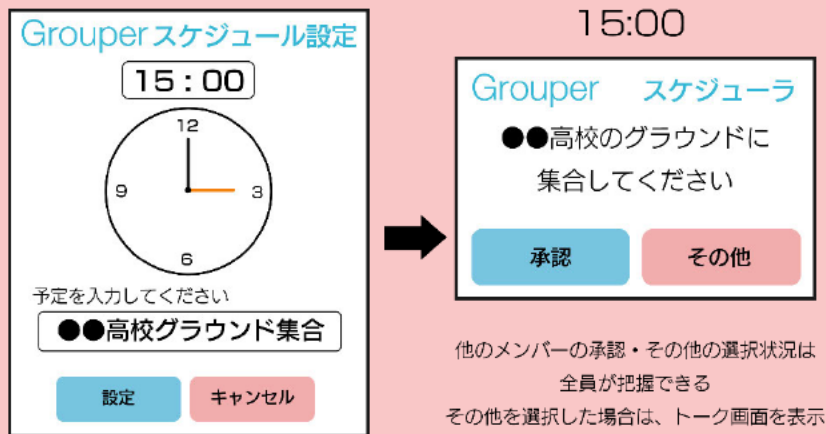 Grouperスケジュール設定
15:00
12
9
3
6
予定を入力してください
●●高校グラウンド集合
設定
キャンセル
15:00
Grouper スケジューラ
●●高校のグラウンドに
集合してください
承認
その他
他のメンバーの承認・その他の選択状況は
全員が把握できる
その他を選択した場合は、トーク画面を表示